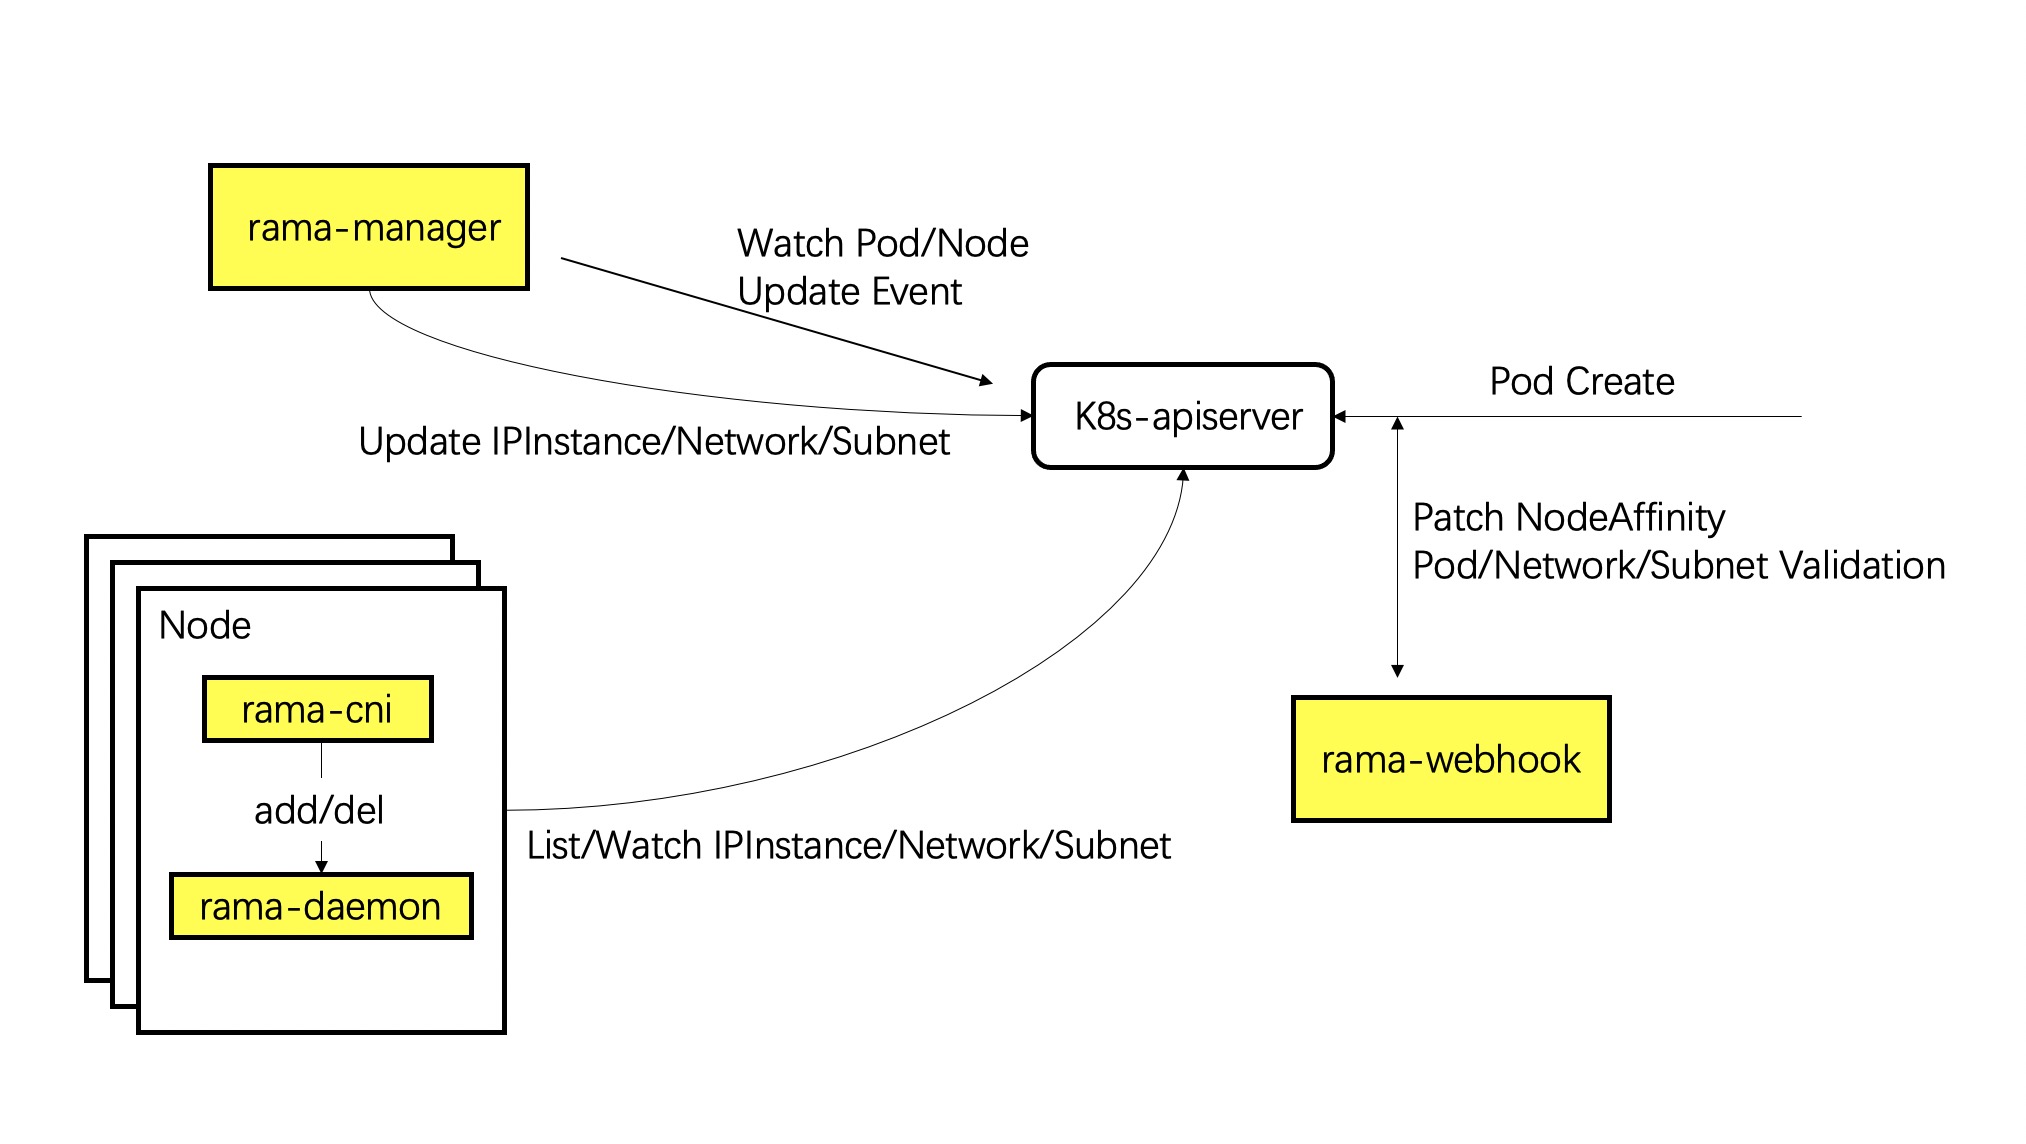 rama-manager
Watch Pod/Node
Update Event
Update IPInstance/Network/Subnet
K8s-apiserver
Pod Create
Patch NodeAffinity
Pod/Network/Subnet Validation
Node
rama-cni
add/del
rama-daemon
List/Watch IPInstance/Network/Subnet
rama-webhook